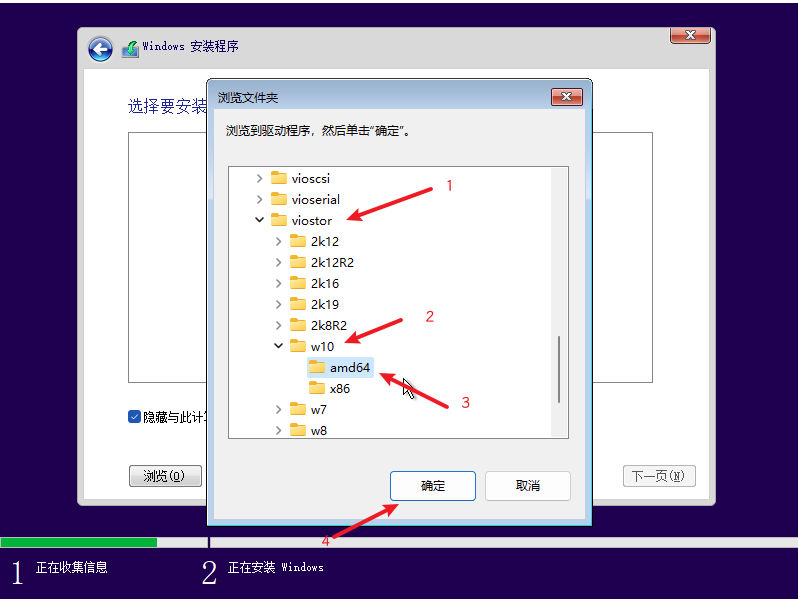 Windows 安装程序
选择要安装
浏览文件夹
浏览到驱动程序，然后单击“确定”。
vioscsi
vioserial
1
viostor
2k12
2k12R2
2k16
2k19
2
2k8R2
w10
amd64
x86
3
w7
w8
隐藏与此计
浏览(O)
确定
取消
下一页(N)
4
1 正在收集信息
2 正在安装 Windows